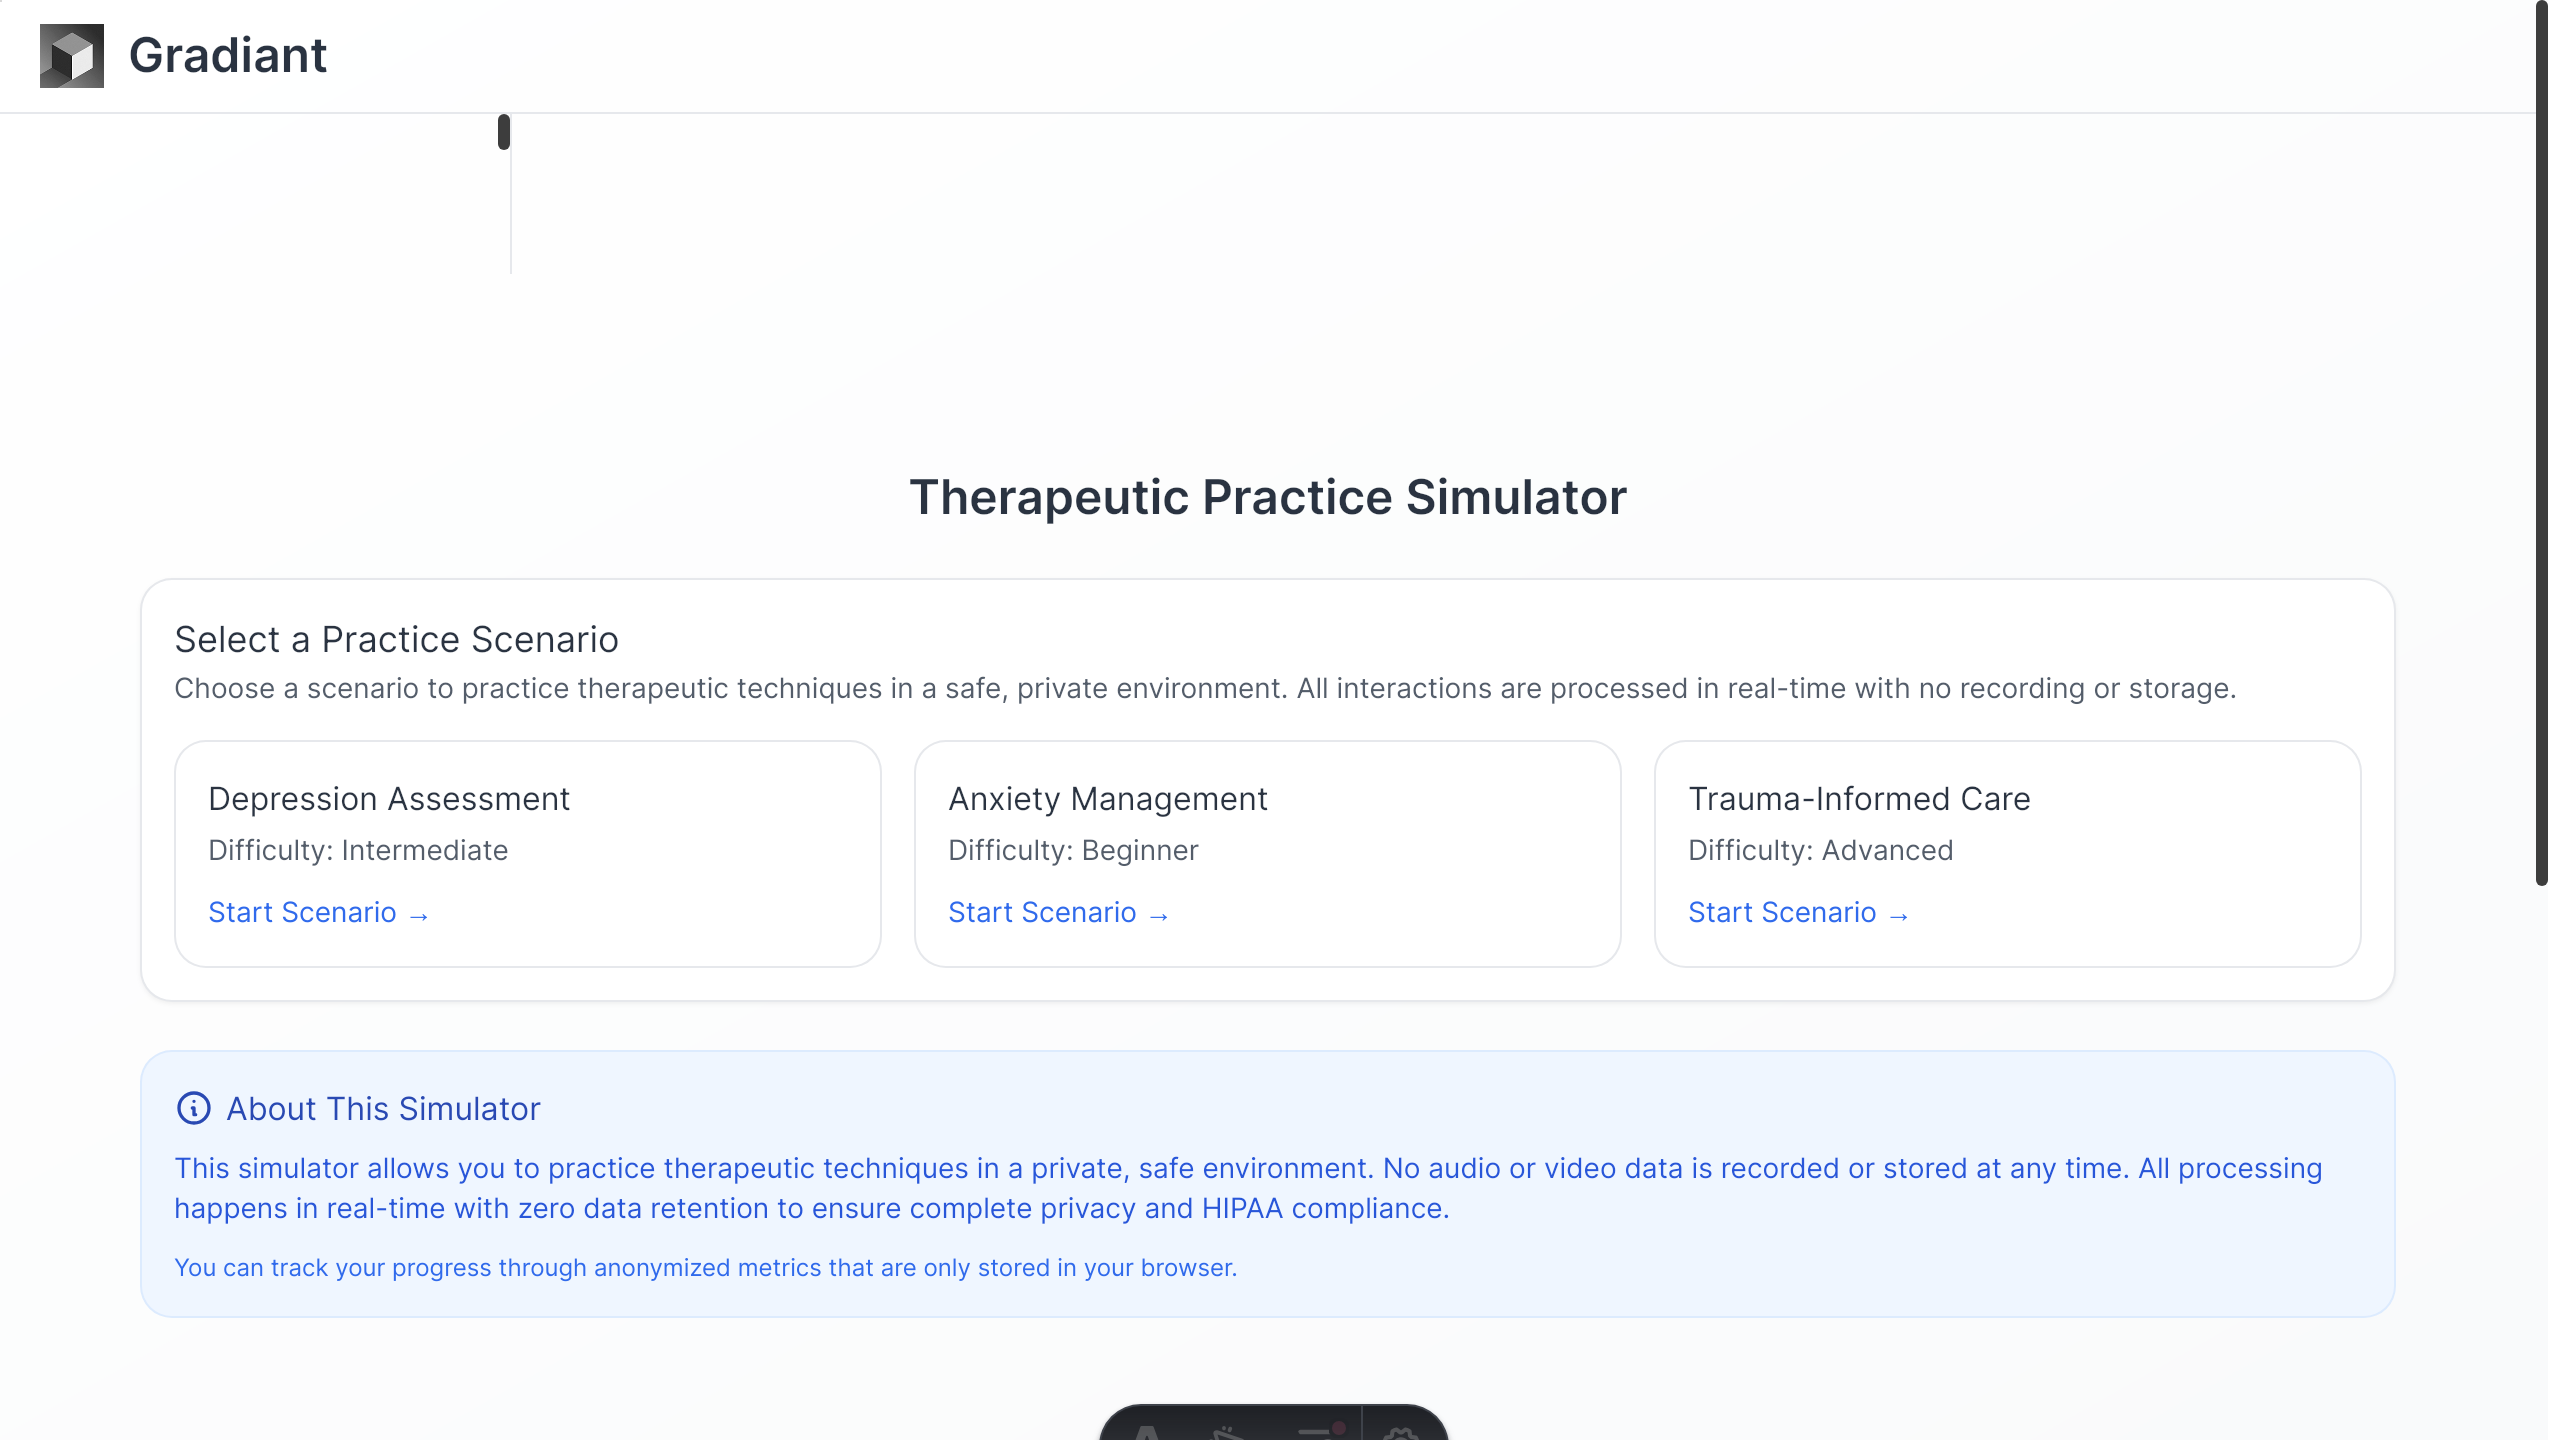 Gradiant
Therapeutic Practice Simulator
Select a Practice Scenario
Choose a scenario to practice therapeutic techniques in a safe, private environment. All interactions are processed in real-time with no recording or storage.
Depression Assessment
Difficulty: Intermediate
Start Scenario →
Anxiety Management
Difficulty: Beginner
Start Scenario →
Trauma-Informed Care
Difficulty: Advanced
Start Scenario →
About This Simulator
This simulator allows you to practice therapeutic techniques in a private, safe environment. No audio or video data is recorded or stored at any time. All processing
happens in real-time with zero data retention to ensure complete privacy and HIPAA compliance.
You can track your progress through anonymized metrics that are only stored in your browser.